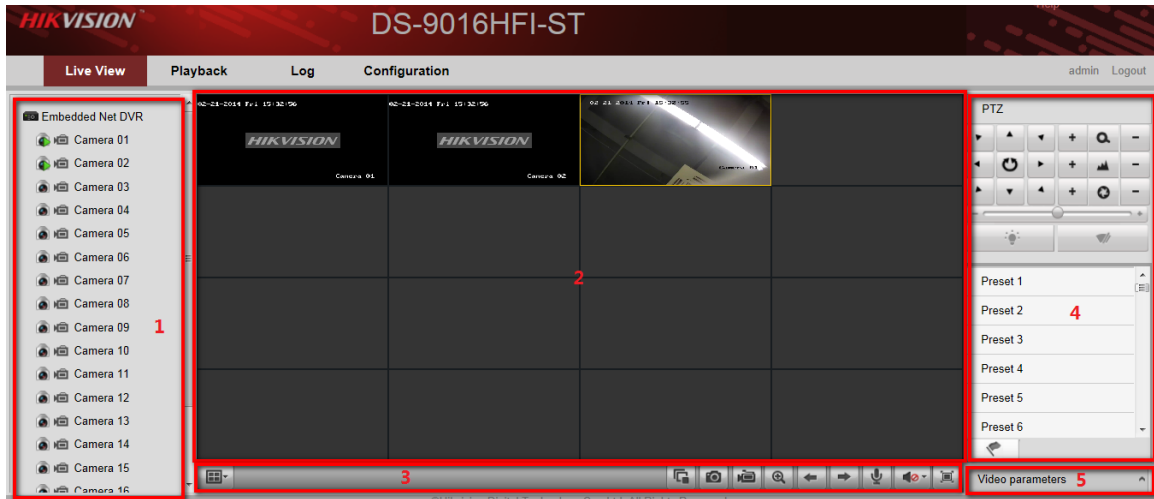 HIKVISION
DS-9016HFI-ST
Help
Live View Playback Log Configuration
admin Logout
Embedded Net DVR
Camera 01
Camera 02
Camera 03
Camera 04
Camera 05
Camera 06
Camera 07
Camera 08
Camera 09
1
Camera 10
Camera 11
Camera 12
Camera 13
Camera 14
Camera 15
Camera 16
02-21-2014 Fri 15:32:56
HIKVISION
Camera 01
02-21-2014 Fri 15:32:56
HIKVISION
Camera 02
02 21 2014 Fri 15:32:55
Camera 01
2
3
PTZ
Preset 1
Preset 2
4
Preset 3
Preset 4
Preset 5
Preset 6
Video parameters 5